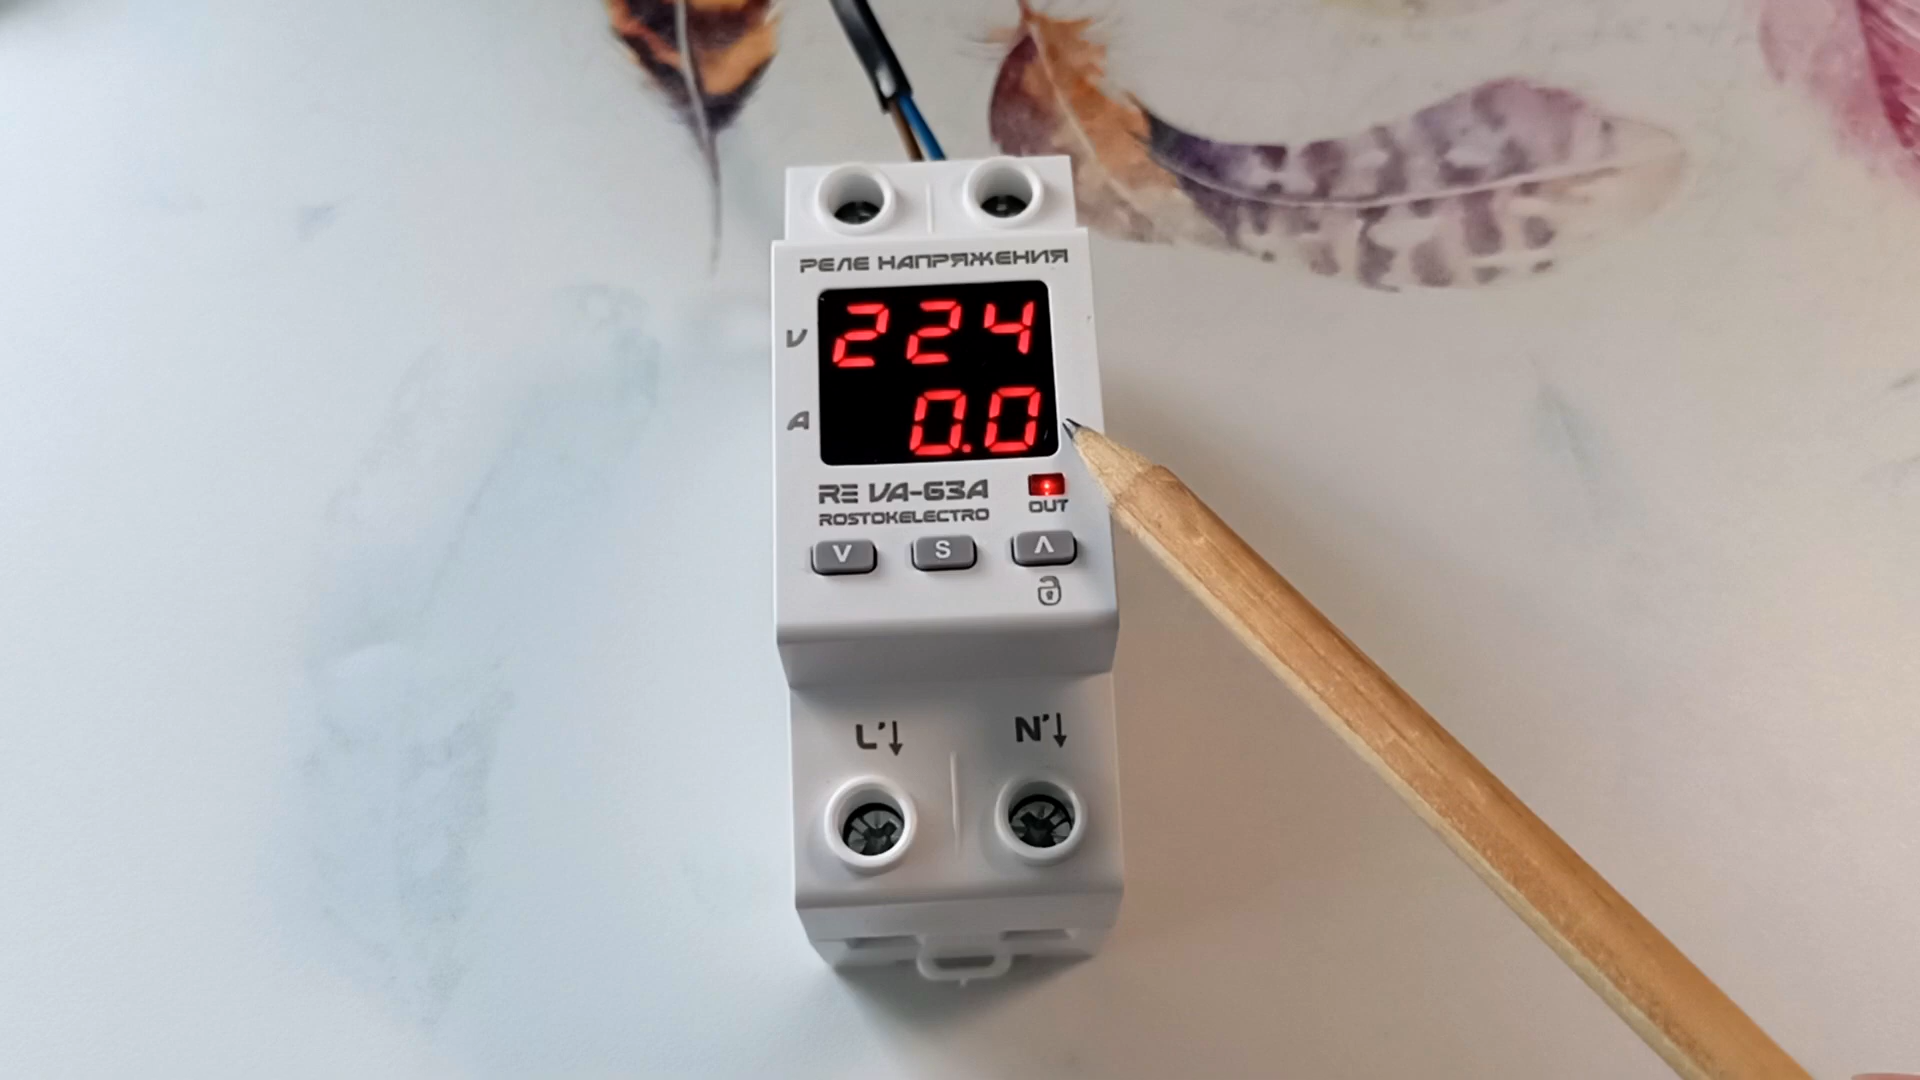 РЕЛЕ НАПРЯЖЕНИЯ
V 224
A 0.0
RE VA-63A
ROSTOKELECTRO
OUT
V S Λ
L'↓ N'↓